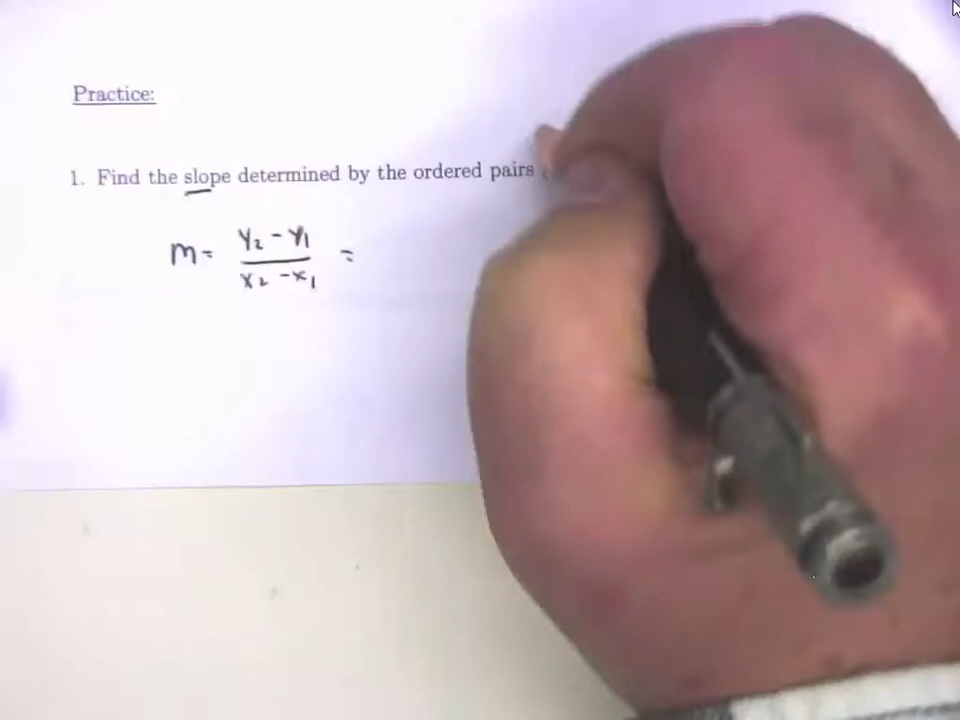 Practice:
1. Find the slope determined by the ordered pairs
m = y₂ - y₁ / x₂ - x₁ =